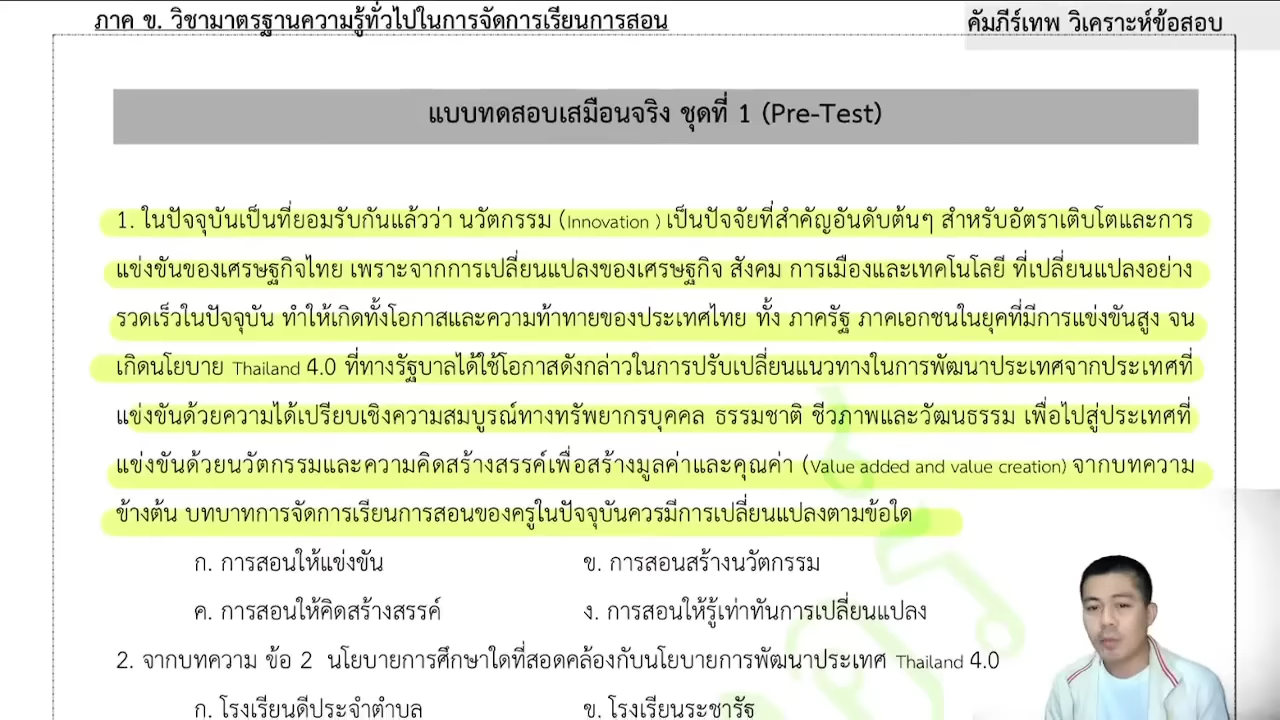 ภาค ข. วิชามาตรฐานความรู้ทั่วไปในการจัดการเรียนการสอน
คัมภีร์เทพ วิเคราะห์ข้อสอบ
แบบทดสอบเสมือนจริง ชุดที่ 1 (Pre-Test)
1. ในปัจจุบันเป็นที่ยอมรับกันแล้วว่า นวัตกรรม (Innovation ) เป็นปัจจัยที่สำคัญอันดับต้นๆ สำหรับอัตราเติบโตและการ
แข่งขันของเศรษฐกิจไทย เพราะจากการเปลี่ยนแปลงของเศรษฐกิจ สังคม การเมืองและเทคโนโลยี ที่เปลี่ยนแปลงอย่าง
รวดเร็วในปัจจุบัน ทำให้เกิดทั้งโอกาสและความท้าทายของประเทศไทย ทั้ง ภาครัฐ ภาคเอกชนในยุคที่มีการแข่งขันสูง จน
เกิดนโยบาย Thailand 4.0 ที่ทางรัฐบาลได้ใช้โอกาสดังกล่าวในการปรับเปลี่ยนแนวทางในการพัฒนาประเทศจากประเทศที่
แข่งขันด้วยความได้เปรียบเชิงความสมบูรณ์ทางทรัพยากรบุคคล ธรรมชาติ ชีวภาพและวัฒนธรรม เพื่อไปสู่ประเทศที่
แข่งขันด้วยนวัตกรรมและความคิดสร้างสรรค์เพื่อสร้างมูลค่าและคุณค่า (Value added and value creation) จากบทความ
ข้างต้น บทบาทการจัดการเรียนการสอนของครูในปัจจุบันควรมีการเปลี่ยนแปลงตามข้อใด
ก. การสอนให้แข่งขัน ข. การสอนสร้างนวัตกรรม
ค. การสอนให้คิดสร้างสรรค์ ง. การสอนให้รู้เท่าทันการเปลี่ยนแปลง
2. จากบทความ ข้อ 2 นโยบายการศึกษาใดที่สอดคล้องกับนโยบายการพัฒนาประเทศ Thailand 4.0
ก. โรงเรียนดีประจำตำบล ข. โรงเรียนระชารัฐ